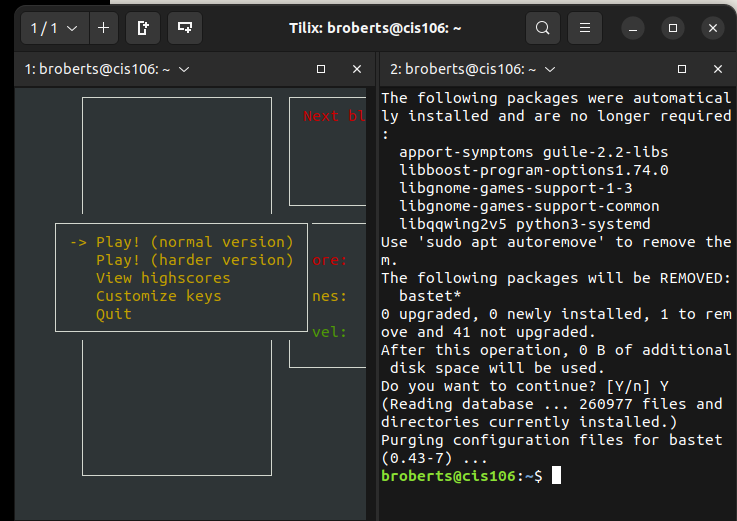 1 / 1
Tilix: broberts@cis106: ~
1: broberts@cis106: ~
2: broberts@cis106: ~
Next bl
-> Play! (normal version)
Play! (harder version)
View highscores
Customize keys
Quit
ore:
nes:
vel:
The following packages were automatical
ly installed and are no longer required
:
apport-symptoms guile-2.2-libs
libboost-program-options1.74.0
libgnome-games-support-1-3
libgnome-games-support-common
libqqwing2v5 python3-systemd
Use 'sudo apt autoremove' to remove the
m.
The following packages will be REMOVED:
bastet*
0 upgraded, 0 newly installed, 1 to rem
ove and 41 not upgraded.
After this operation, 0 B of additional
disk space will be used.
Do you want to continue? [Y/n] Y
(Reading database ... 260977 files and
directories currently installed.)
Purging configuration files for bastet
(0.43-7) ...
broberts@cis106:~$